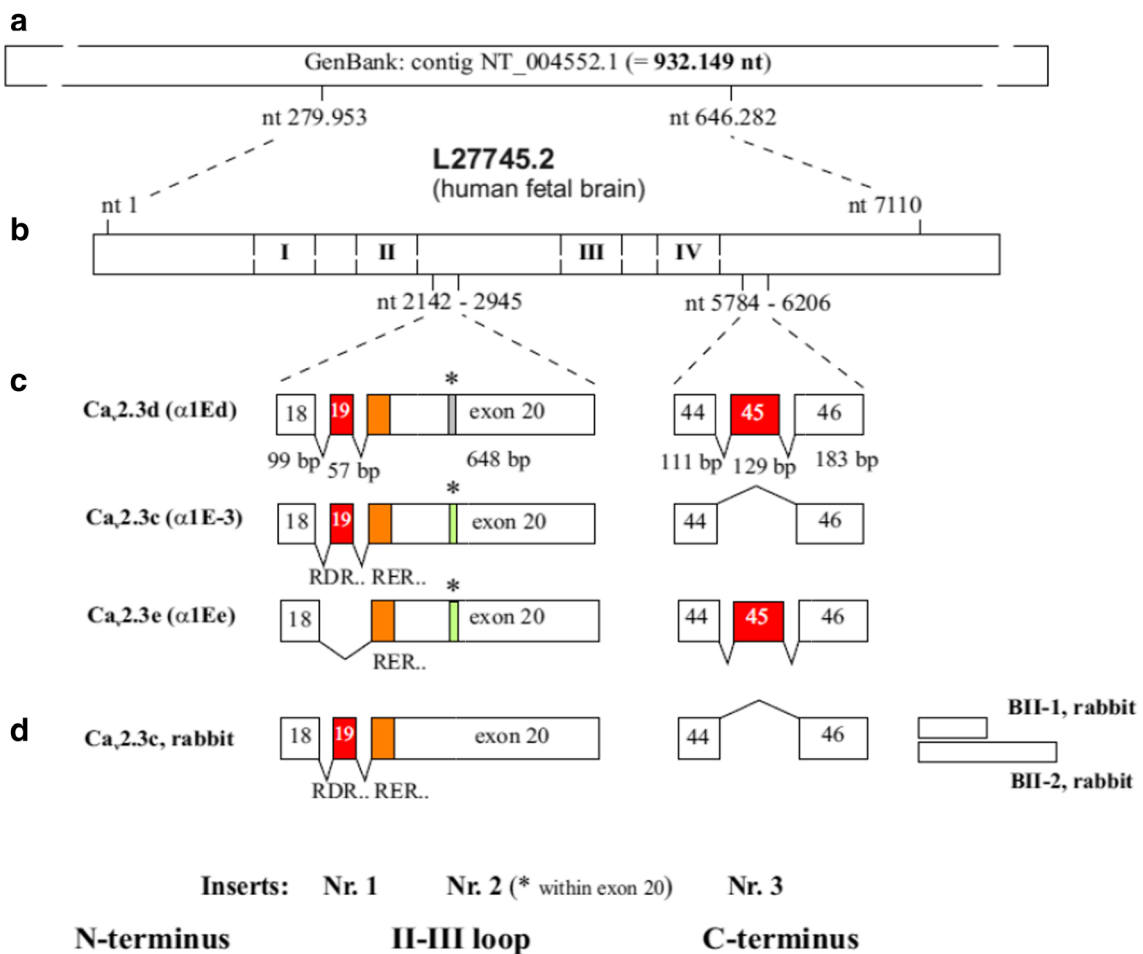 a
GenBank: contig NT_004552.1 (= 932.149 nt)
nt 279.953
nt 646.282
L27745.2
(human fetal brain)
nt 1
nt 7110
b
I
II
III
IV
nt 2142 - 2945
nt 5784 - 6206
c
*
Cav2.3d (α1Ed)
18
19
exon 20
44
45
46
99 bp
57 bp
648 bp
111 bp
129 bp
183 bp
*
Cav2.3c (α1E-3)
18
19
exon 20
44
46
RDR.. RER..
*
Cav2.3e (α1Ee)
18
exon 20
44
45
46
RER..
d
Cav2.3c, rabbit
18
19
exon 20
44
46
BII-1, rabbit
BII-2, rabbit
RDR.. RER..
Inserts: Nr. 1 Nr. 2 (* within exon 20) Nr. 3
N-terminus II-III loop C-terminus